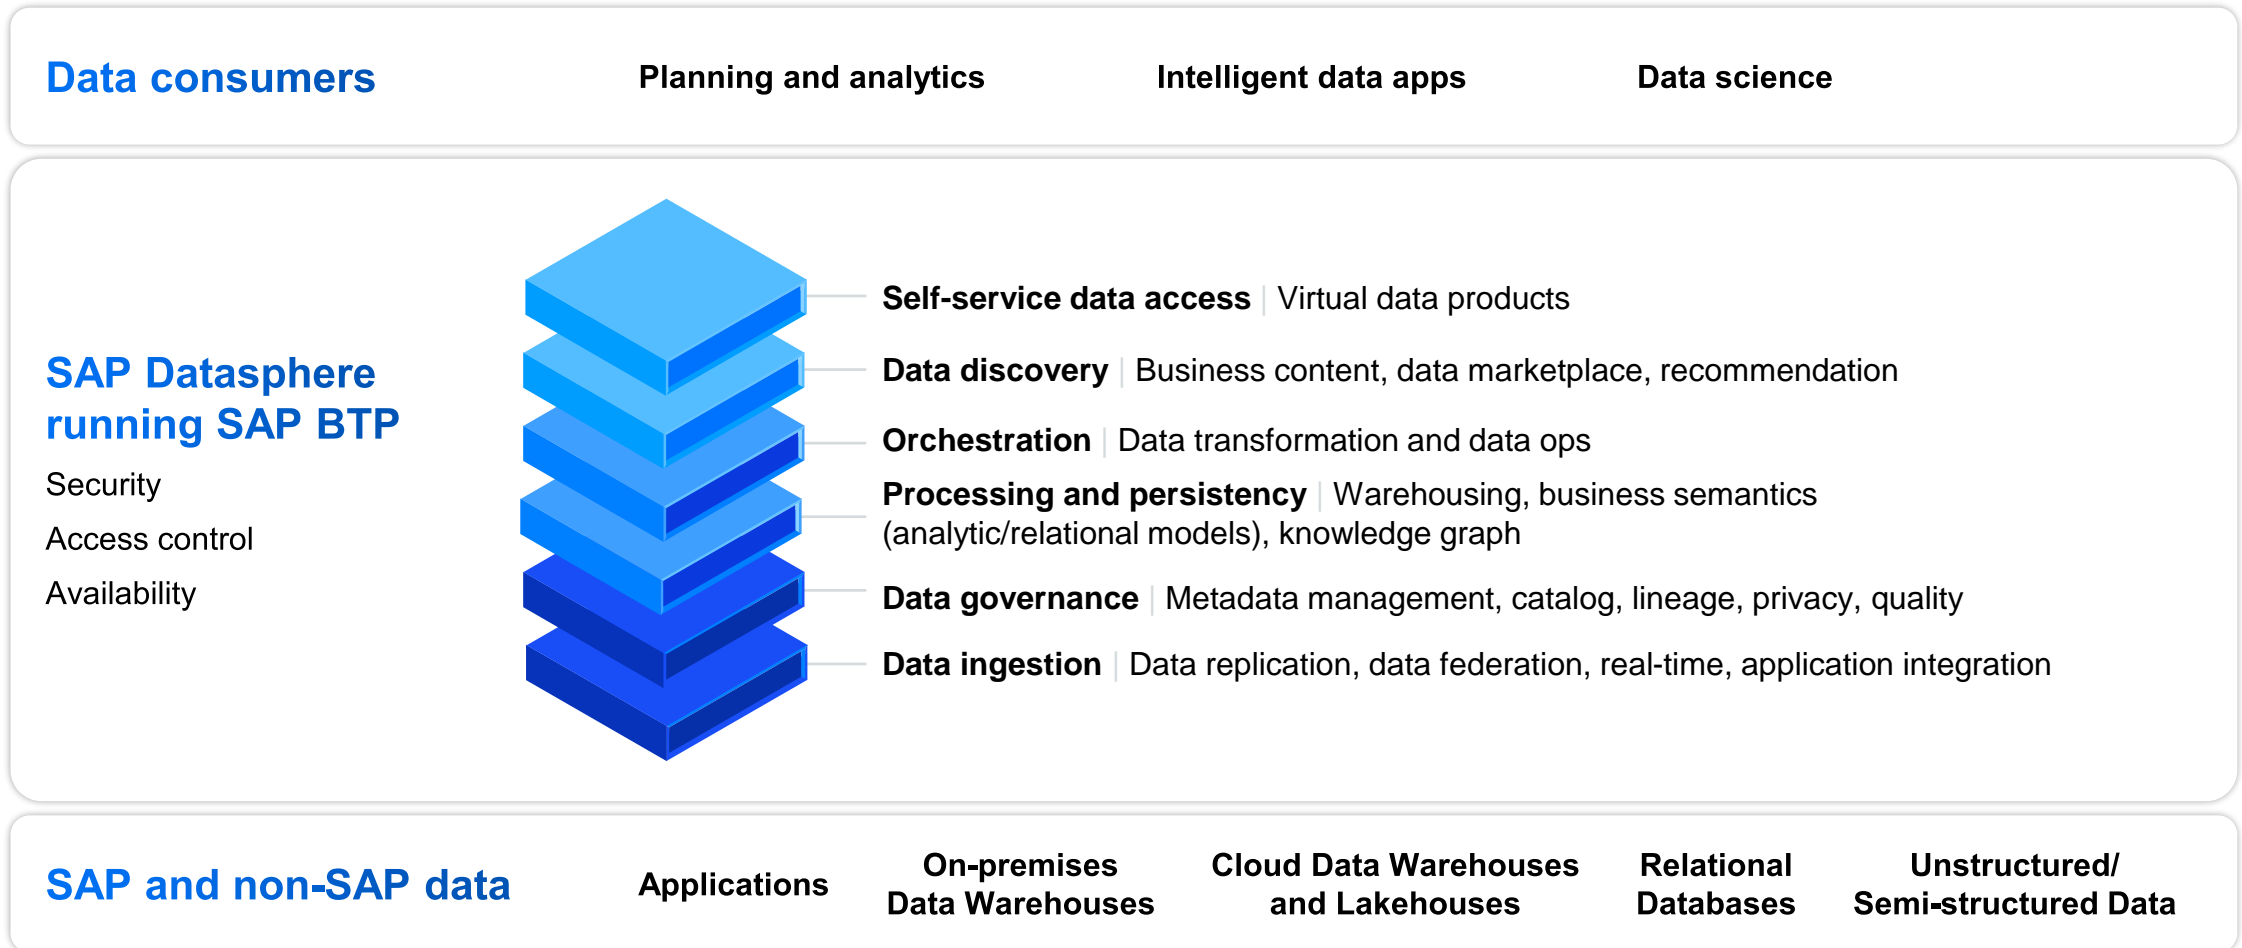 Data consumers
Planning and analytics
Intelligent data apps
Data science
SAP Datasphere
running SAP BTP
Security
Access control
Availability
Self-service data access | Virtual data products
Data discovery | Business content, data marketplace, recommendation
Orchestration | Data transformation and data ops
Processing and persistency | Warehousing, business semantics
(analytic/relational models), knowledge graph
Data governance | Metadata management, catalog, lineage, privacy, quality
Data ingestion | Data replication, data federation, real-time, application integration
SAP and non-SAP data
Applications
On-premises
Data Warehouses
Cloud Data Warehouses
and Lakehouses
Relational
Databases
Unstructured/
Semi-structured Data